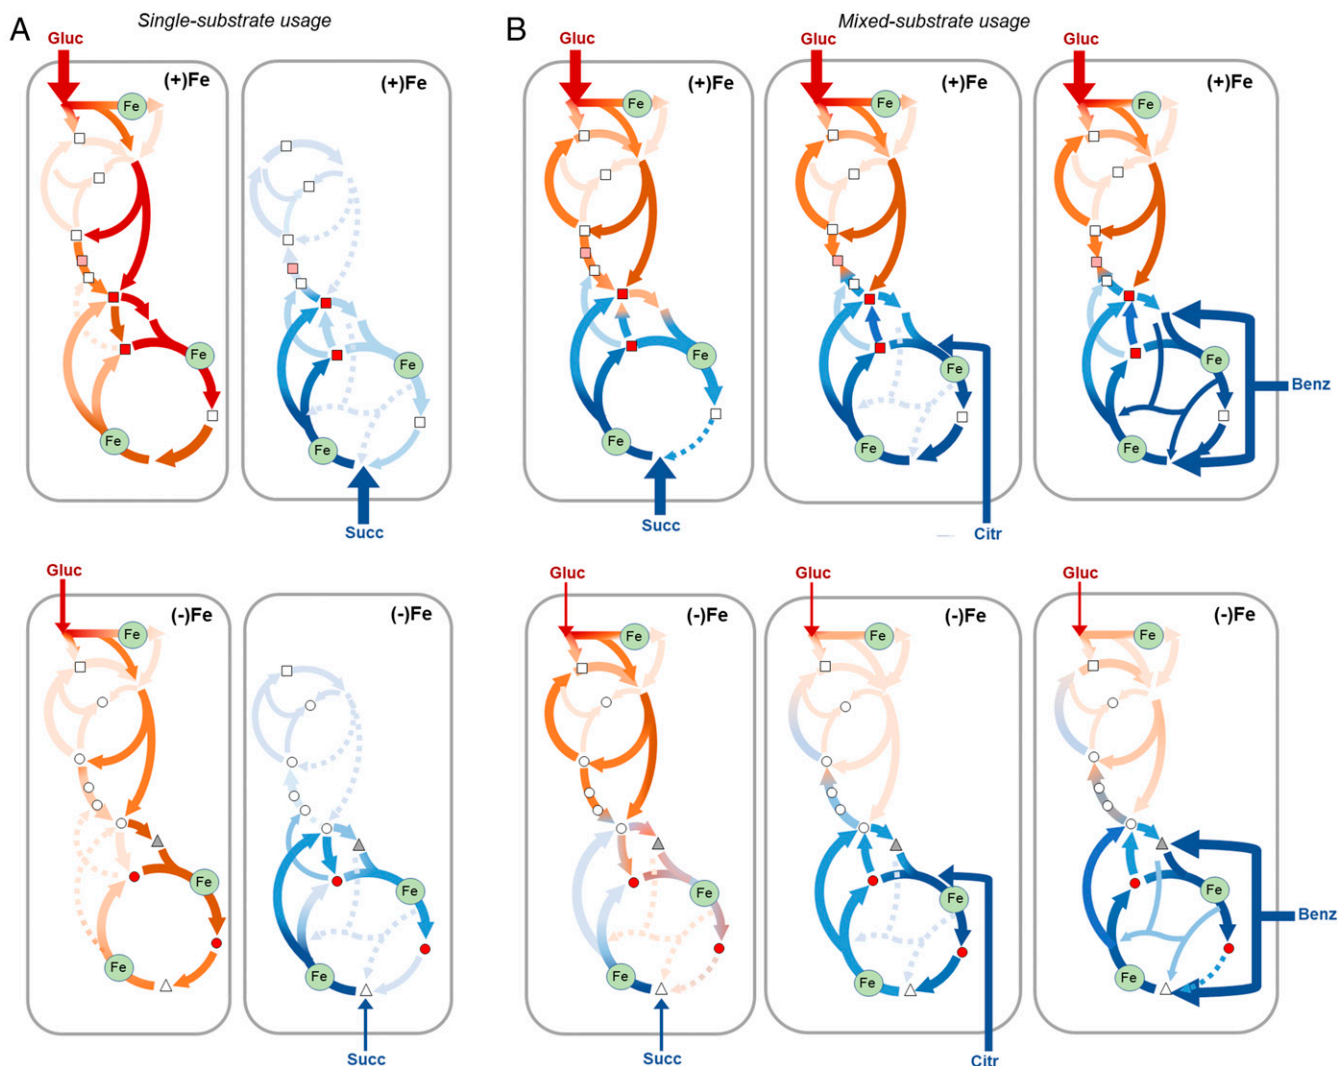 A
Single-substrate usage
B
Mixed-substrate usage
Gluc
Gluc
Gluc
Gluc
(+)Fe
(+)Fe
(+)Fe
(+)Fe
(+)Fe
Fe
Fe
Fe
Fe
Fe
Fe
Fe
Fe
Fe
Benz
Fe
Fe
Fe
Fe
Fe
Succ
Succ
Citr
Gluc
Gluc
Gluc
Gluc
(-)Fe
(-)Fe
(-)Fe
(-)Fe
(-)Fe
Fe
Fe
Fe
Fe
Fe
Fe
Fe
Fe
Fe
Benz
Fe
Fe
Fe
Fe
Fe
Succ
Succ
Citr